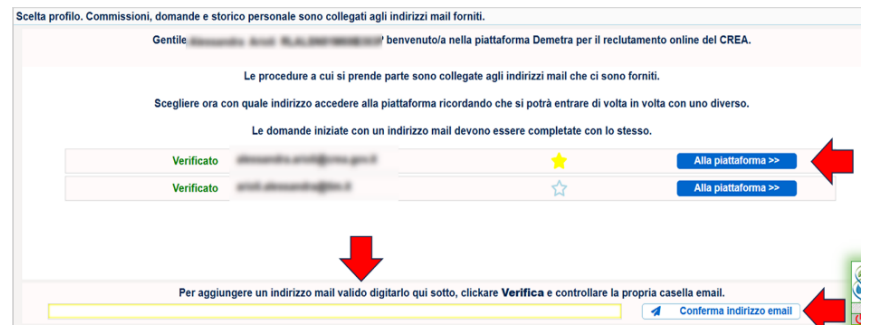 Scelta profilo. Commissioni, domande e storico personale sono collegati agli indirizzi mail forniti.
Gentile benvenuto/a nella piattaforma Demetra per il reclutamento online del CREA.
Le procedure a cui si prende parte sono collegate agli indirizzi mail che ci sono forniti.
Scegliere ora con quale indirizzo accedere alla piattaforma ricordando che si potrà entrare di volta in volta con uno diverso.
Le domande iniziate con un indirizzo mail devono essere completate con lo stesso.
Verificato Alla piattaforma >>
Verificato Alla piattaforma >>
Per aggiungere un indirizzo mail valido digitarlo qui sotto, clickare Verifica e controllare la propria casella email.
Conferma indirizzo email